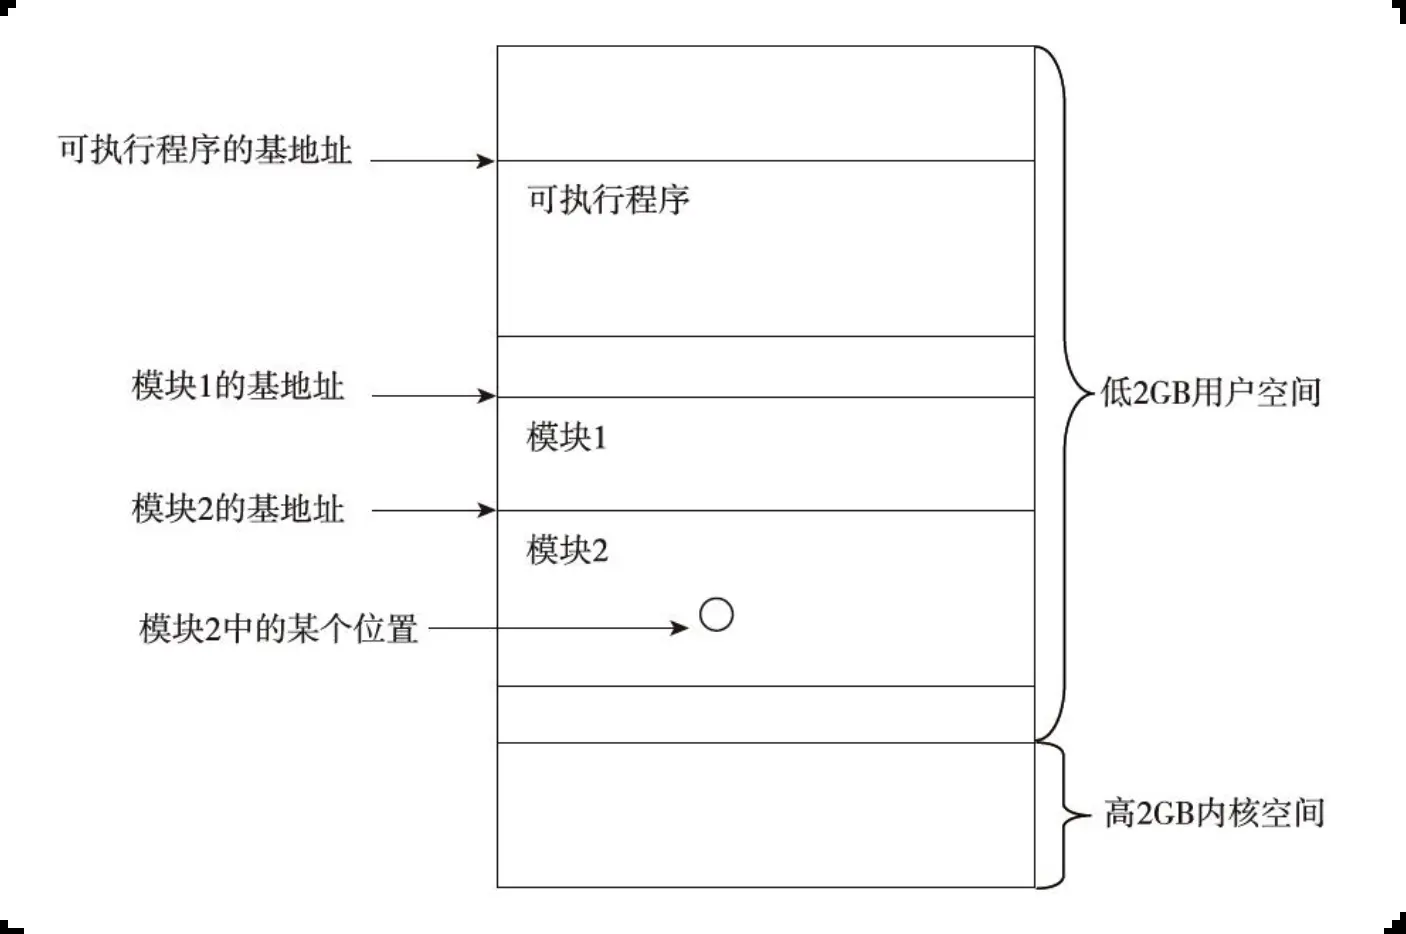 可执行程序的基地址
可执行程序
模块1的基地址
低2GB用户空间
模块1
模块2的基地址
模块2
模块2中的某个位置
高2GB内核空间